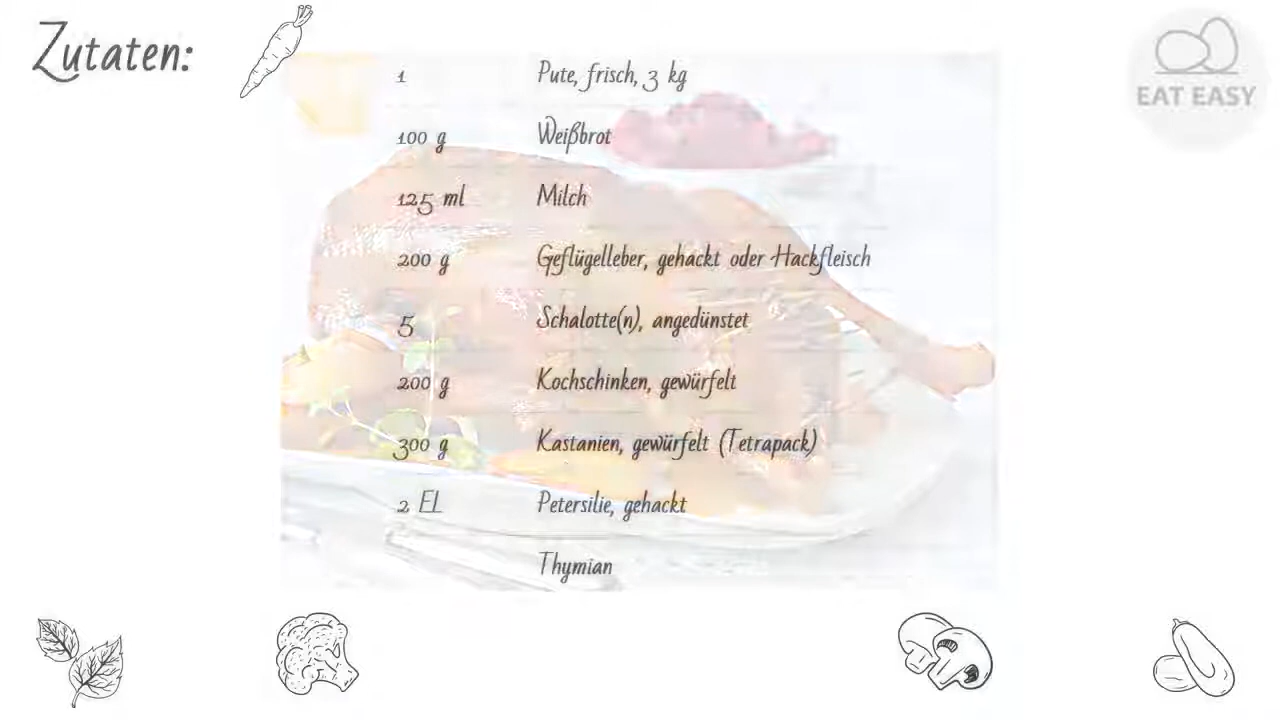 Zutaten:
EAT EASY
1 Pute, frisch, 3 kg
100 g Weißbrot
125 ml Milch
200 g Geflügelleber, gehackt oder Hackfleisch
5 Schalotte(n), angedünstet
200 g Kochschinken, gewürfelt
300 g Kastanien, gewürfelt (Tetrapack)
2 EL Petersilie, gehackt
Thymian